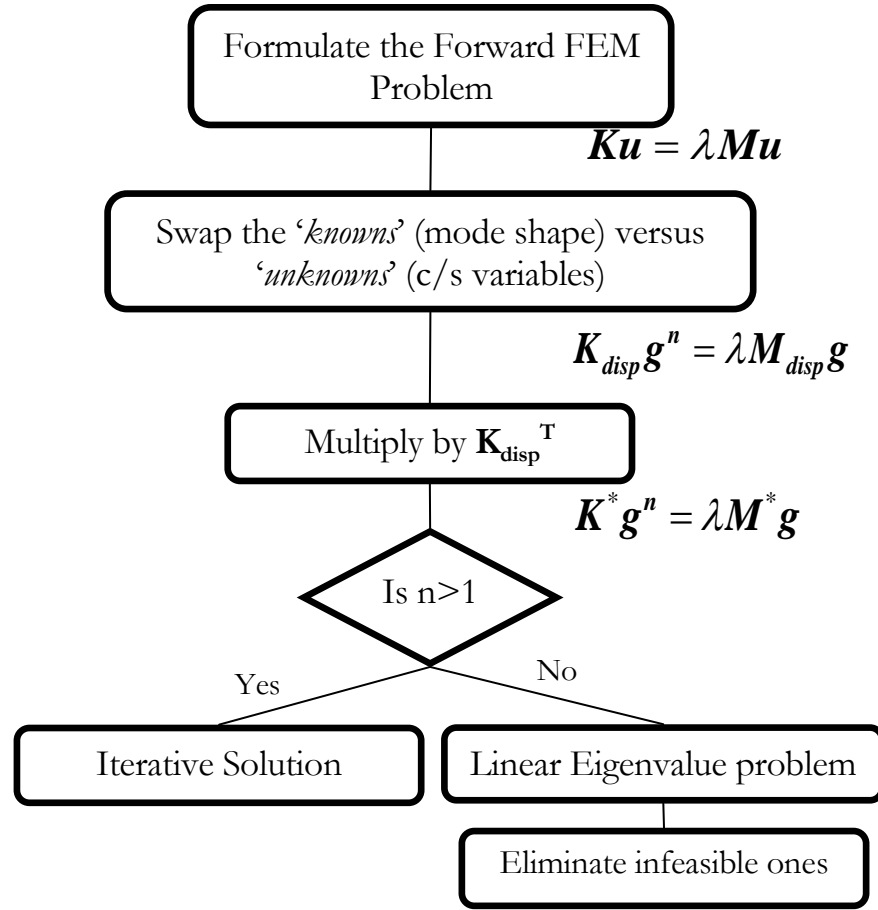 Formulate the Forward FEM
Problem
Ku = λMu
Swap the ‘knowns’ (mode shape) versus
‘unknowns’ (c/s variables)
K_disp g^n = λM_disp g
Multiply by K_disp^T
K^* g^n = λM^* g
Is n>1
Yes
No
Iterative Solution
Linear Eigenvalue problem
Eliminate infeasible ones